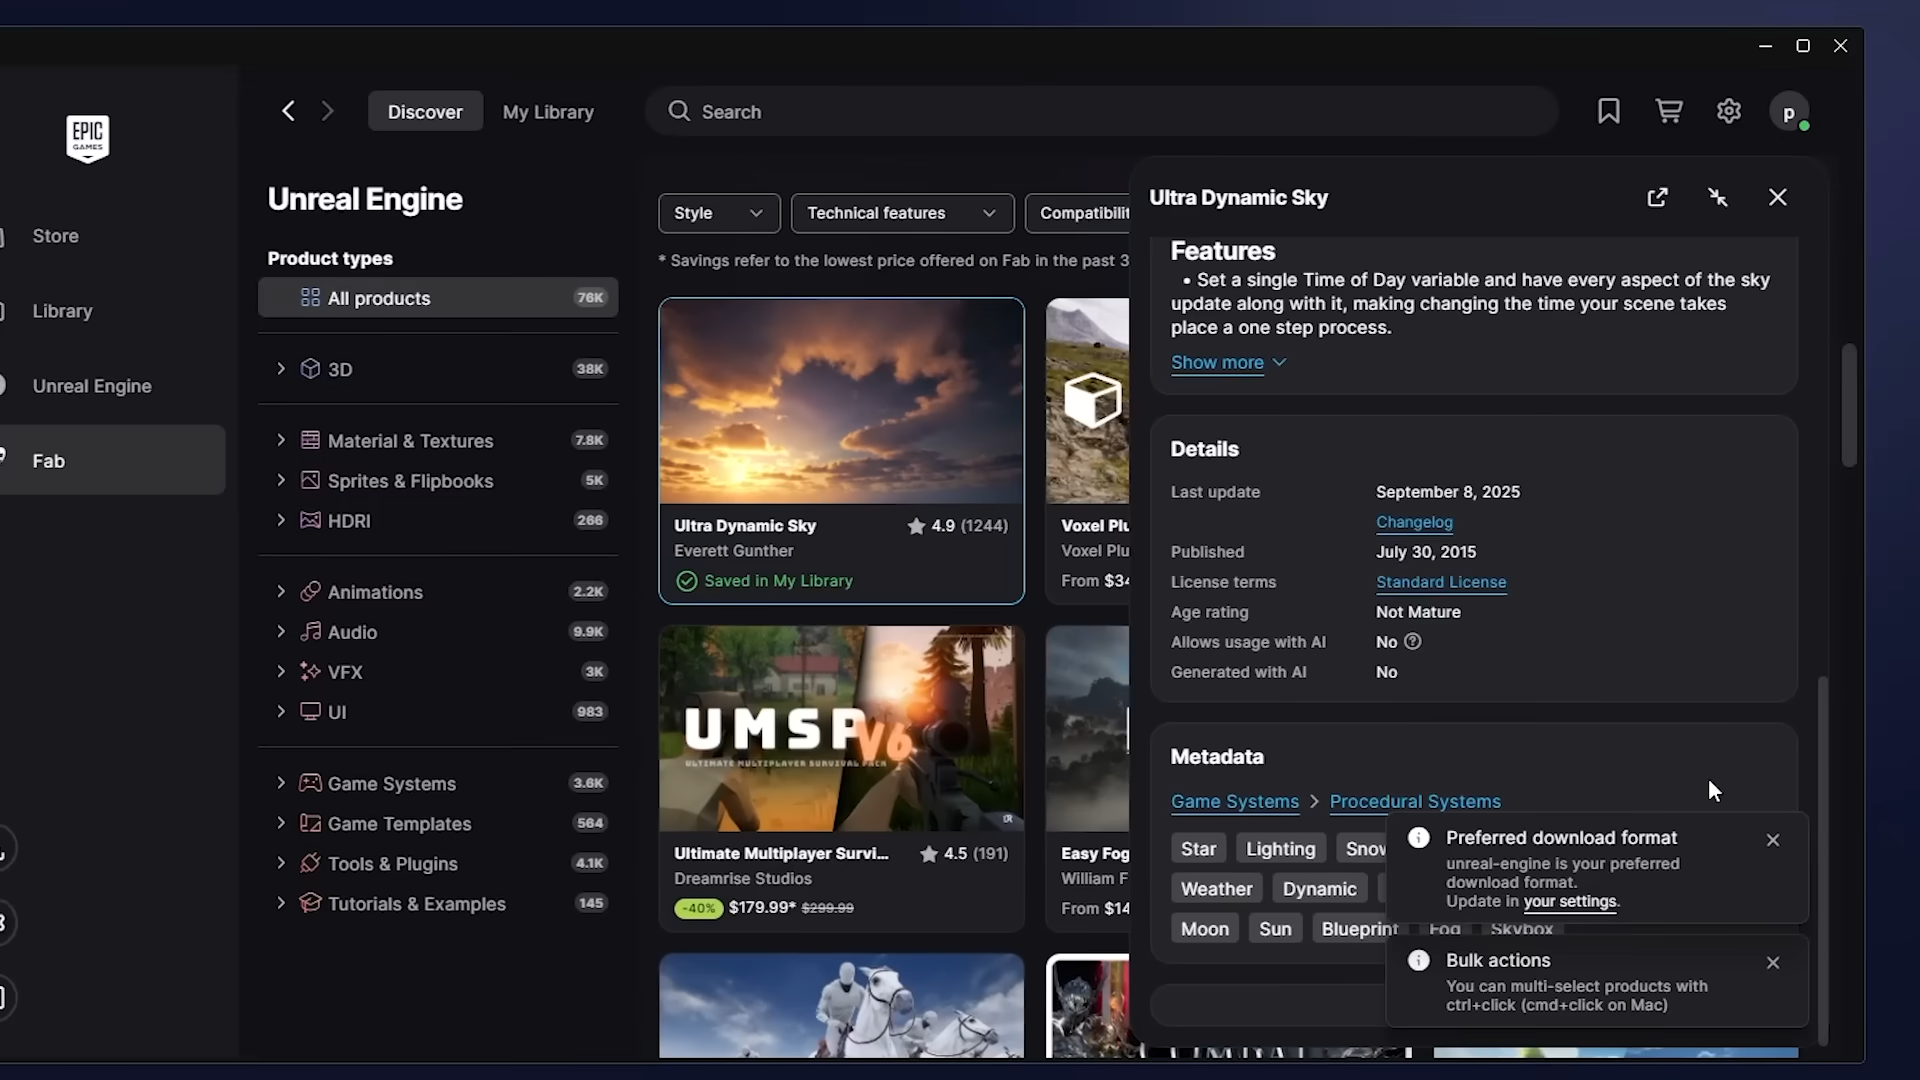 EPIC
GAMES
Store
Library
Unreal Engine
Fab
Discover
My Library
Search
p
Unreal Engine
Product types
All products 76K
3D 38K
Material & Textures 7.8K
Sprites & Flipbooks 5K
HDRI 266
Animations 2.2K
Audio 9.9K
VFX 3K
UI 983
Game Systems 3.6K
Game Templates 564
Tools & Plugins 4.1K
Tutorials & Examples 145
Style
Technical features
Compatibilit
* Savings refer to the lowest price offered on Fab in the past 3
Ultra Dynamic Sky 4.9 (1244)
Everett Gunther
Saved in My Library
Voxel Plu
Voxel Plu
From $34
UMSP V6
ULTIMATE MULTIPLAYER SURVIVAL PACK
Ultimate Multiplayer Survi... 4.5 (191)
Dreamrise Studios
-40% $179.99* $299.99
Easy Fog
William F
From $14
Ultra Dynamic Sky
Features
• Set a single Time of Day variable and have every aspect of the sky
update along with it, making changing the time your scene takes
place a one step process.
Show more
Details
Last update September 8, 2025
Changelog
Published July 30, 2015
License terms Standard License
Age rating Not Mature
Allows usage with AI No
Generated with AI No
Metadata
Game Systems > Procedural Systems
Star Lighting Snow
Weather Dynamic
Moon Sun Blueprint Fog Skybox
Preferred download format
unreal-engine is your preferred
download format.
Update in your settings.
Bulk actions
You can multi-select products with
ctrl+click (cmd+click on Mac)